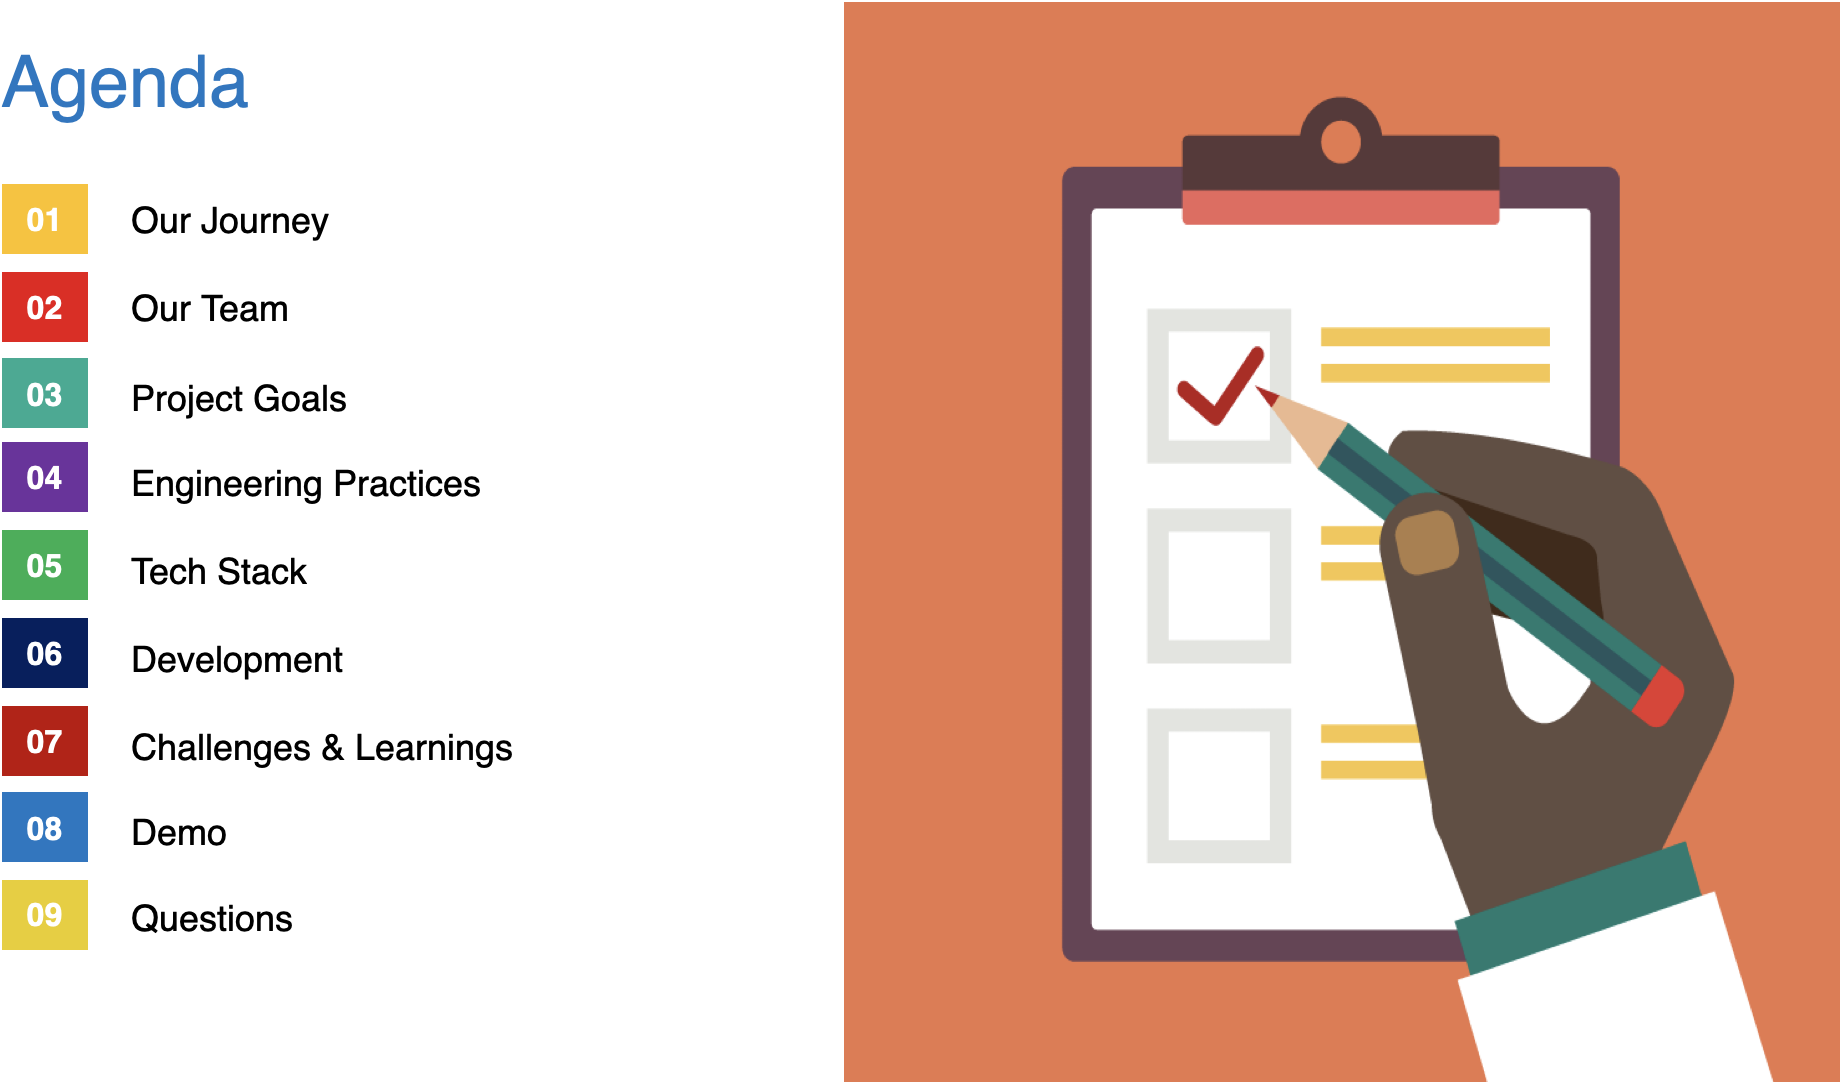 Agenda
01 Our Journey
02 Our Team
03 Project Goals
04 Engineering Practices
05 Tech Stack
06 Development
07 Challenges & Learnings
08 Demo
09 Questions